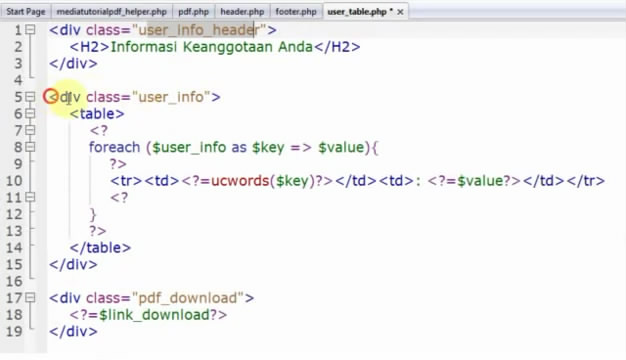 Start Page mediatutorialpdf_helper.php pdf.php header.php footer.php user_table.php *
1 <div class="user_info_header">
2 <H2>Informasi Keanggotaan Anda</H2>
3 </div>
4
5 <div class="user_info">
6 <table>
7 <?
8 foreach ($user_info as $key => $value){
9 ?>
10 <tr><td><?=ucwords($key)?></td><td>: <?=$value?></td></tr>
11 <?
12 }
13 ?>
14 </table>
15 </div>
16
17 <div class="pdf_download">
18 <?=$link_download?>
19 </div>